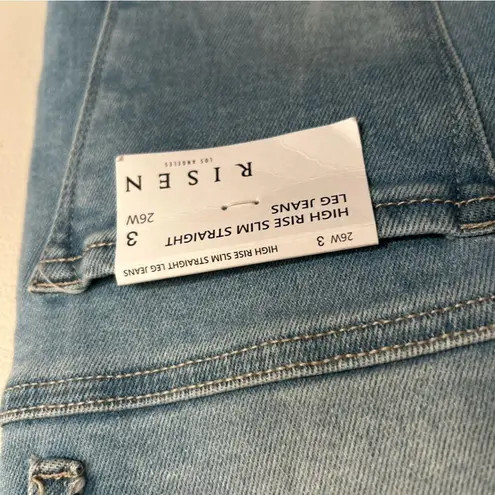 RISEN
LOS ANGELES
HIGH RISE SLIM STRAIGHT
LEG JEANS
3 26W
HIGH RISE SLIM STRAIGHT LEG JEANS
3 26W